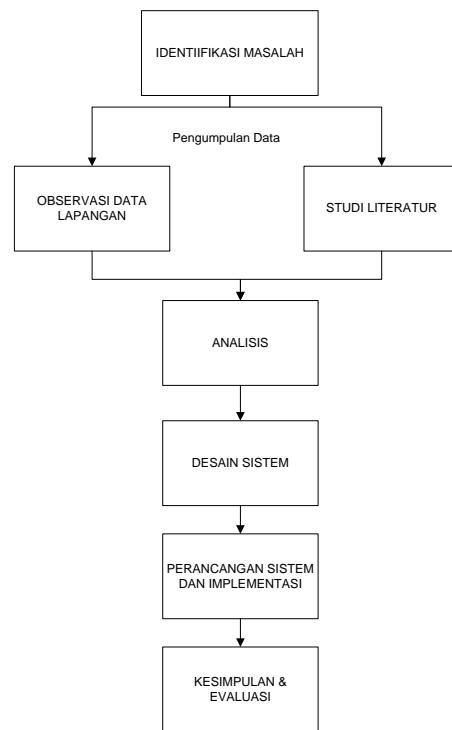 IDENTIIFIKASI MASALAH
Pengumpulan Data
OBSERVASI DATA
LAPANGAN
STUDI LITERATUR
ANALISIS
DESAIN SISTEM
PERANCANGAN SISTEM
DAN IMPLEMENTASI
KESIMPULAN &
EVALUASI